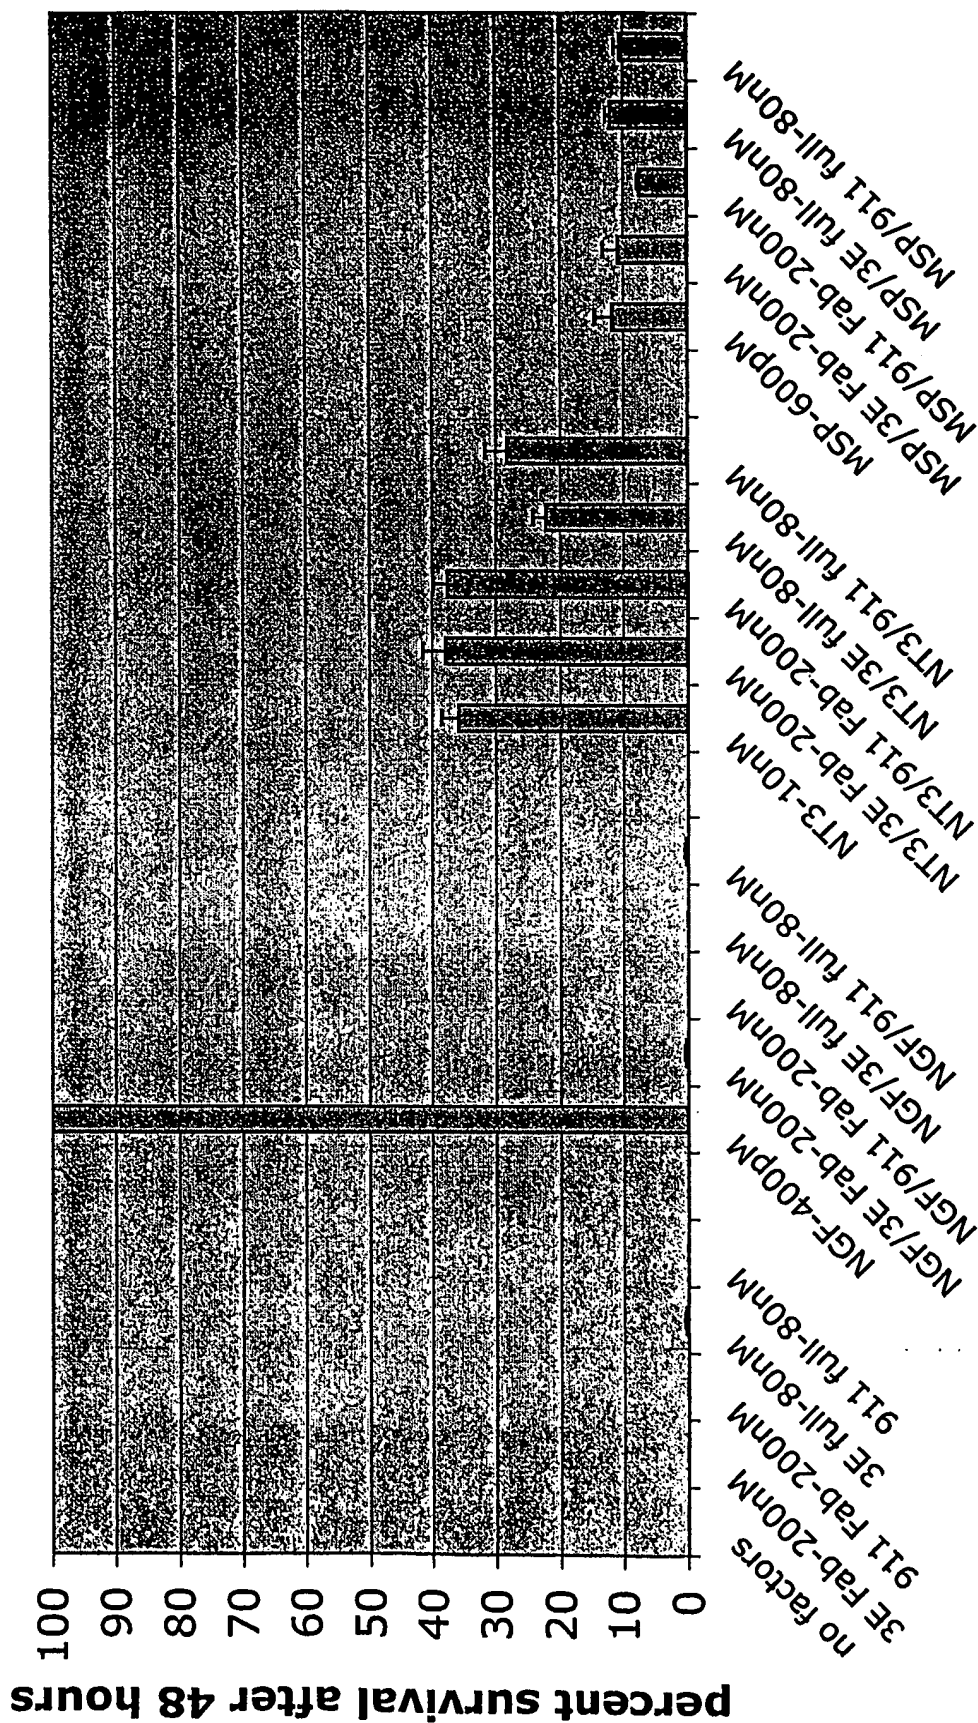 percent survival after 48 hours
100
90
80
70
60
50
40
30
20
10
0
no factors
3E Fab-200nM
911 Fab-200nM
3E full-80nM
911 full-80nM
NGF-400pM
NGF/3E Fab-200nM
NGF/911 Fab-200nM
NGF/3E full-80nM
NGF/911 full-80nM
NT3-10nM
NT3/3E Fab-200nM
NT3/911 Fab-200nM
NT3/3E full-80nM
NT3/911 full-80nM
MSP-600pM
MSP/3E Fab-200nM
MSP/911 Fab-200nM
MSP/3E full-80nM
MSP/911 full-80nM